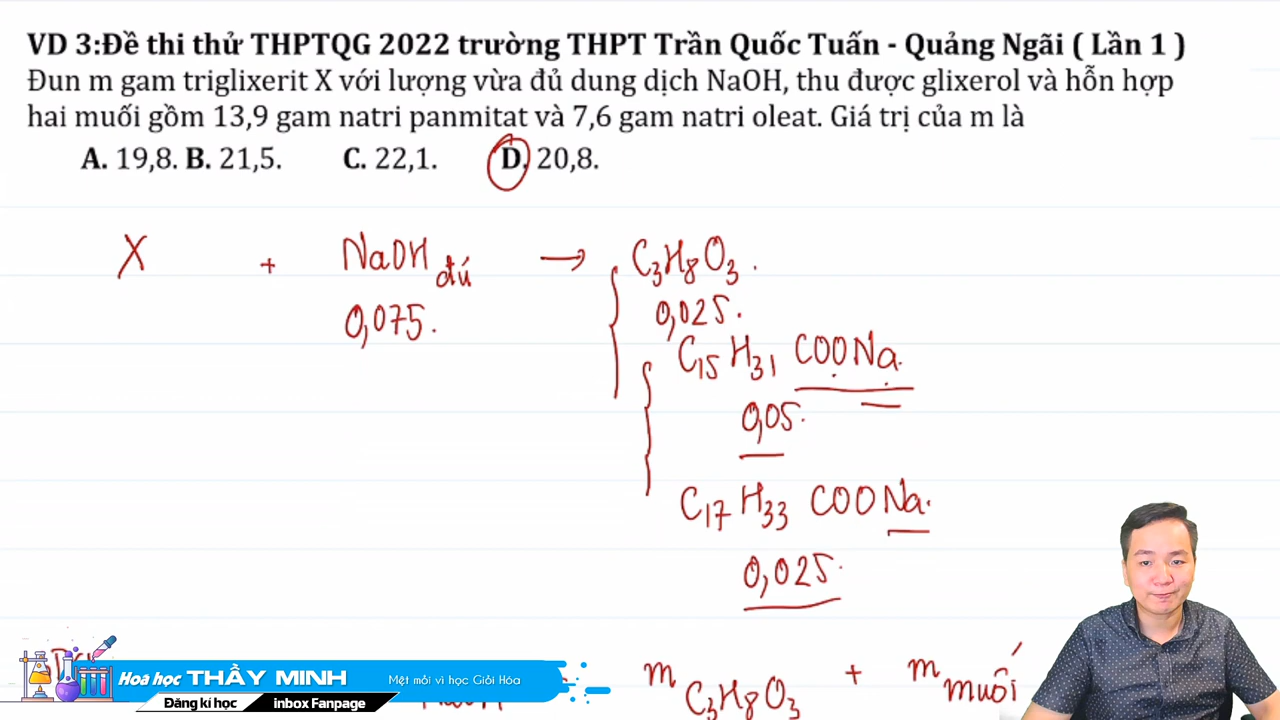 VD 3:Đề thi thử THPTQG 2022 trường THPT Trần Quốc Tuấn - Quảng Ngãi ( Lần 1 )
Đun m gam triglixerit X với lượng vừa đủ dung dịch NaOH, thu được glixerol và hỗn hợp
hai muối gồm 13,9 gam natri panmitat và 7,6 gam natri oleat. Giá trị của m là
A. 19,8. B. 21,5. C. 22,1. D. 20,8.
X + NaOH đủ → C₃H₈O₃.
0,075. 0,025.
C₁₅H₃₁COONa.
0,05.
C₁₇H₃₃COONa.
0,025.
m C₃H₈O₃ + m muối
Hoá học THẦY MINH
Mệt mỏi vì học Giỏi Hóa
Đăng kí học inbox Fanpage